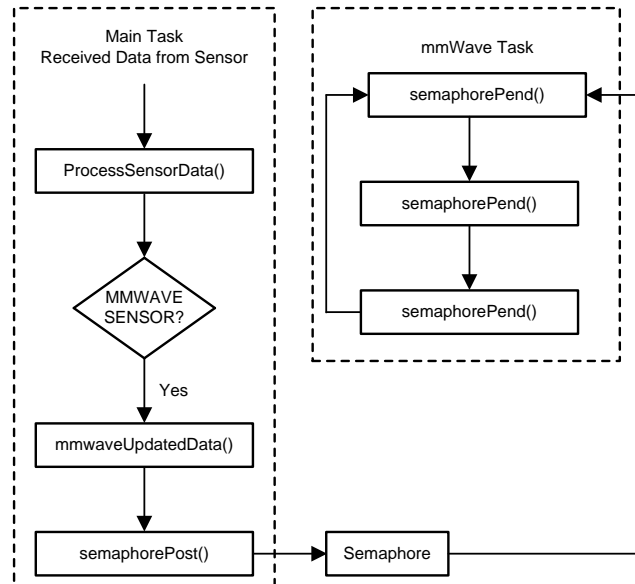 Main Task
Received Data from Sensor
ProcessSensorData()
MMWAVE
SENSOR?
Yes
mmwaveUpdatedData()
semaphorePost()
Semaphore
mmWave Task
semaphorePend()
semaphorePend()
semaphorePend()